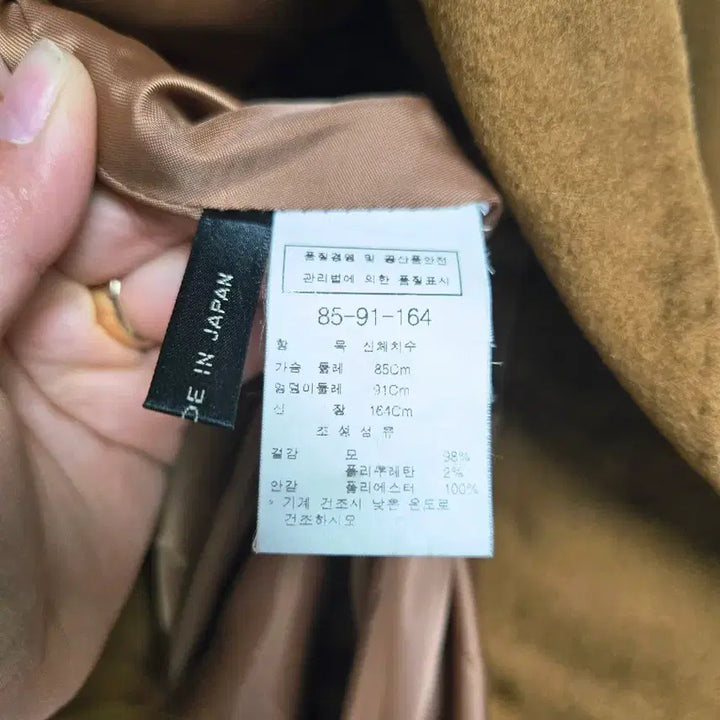 품질경영 및 공산품안전
관리법에 의한 품질표시
85-91-164
항 목 신체치수
가슴 둘레 85Cm
엉덩이둘레 91Cm
신 장 164Cm
조성섬유
겉감 모 98%
폴리우레탄 2%
안감 폴리에스터 100%
* 기계 건조시 낮은 온도로
건조하시오
DE IN JAPAN